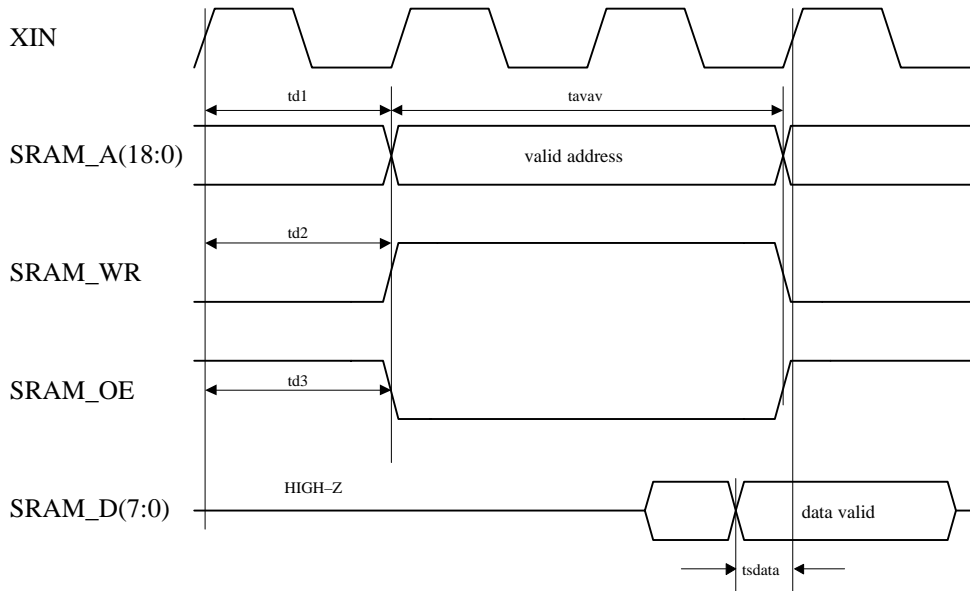 XIN
td1
tavav
SRAM_A(18:0)
valid address
td2
SRAM_WR
td3
SRAM_OE
HIGH–Z
SRAM_D(7:0)
data valid
tsdata